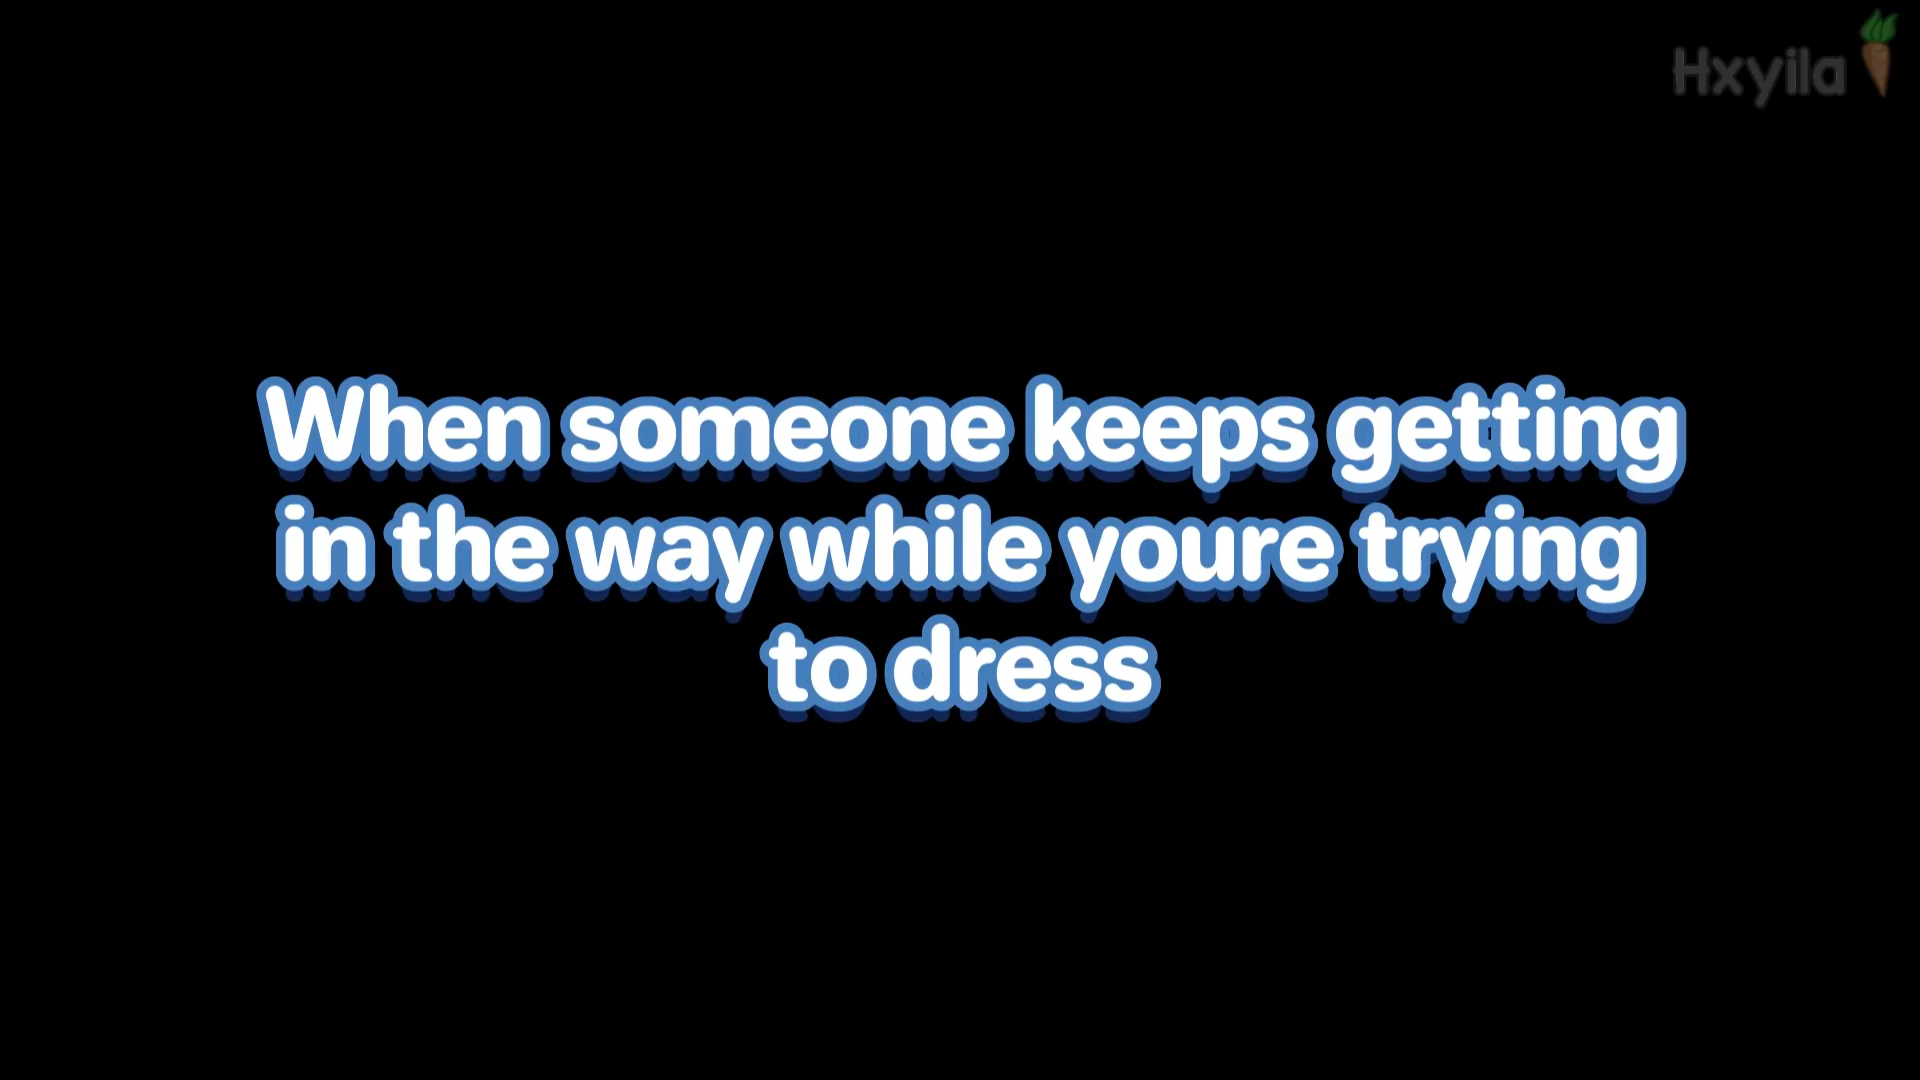 Hxyila
When someone keeps getting
in the way while youre trying
to dress